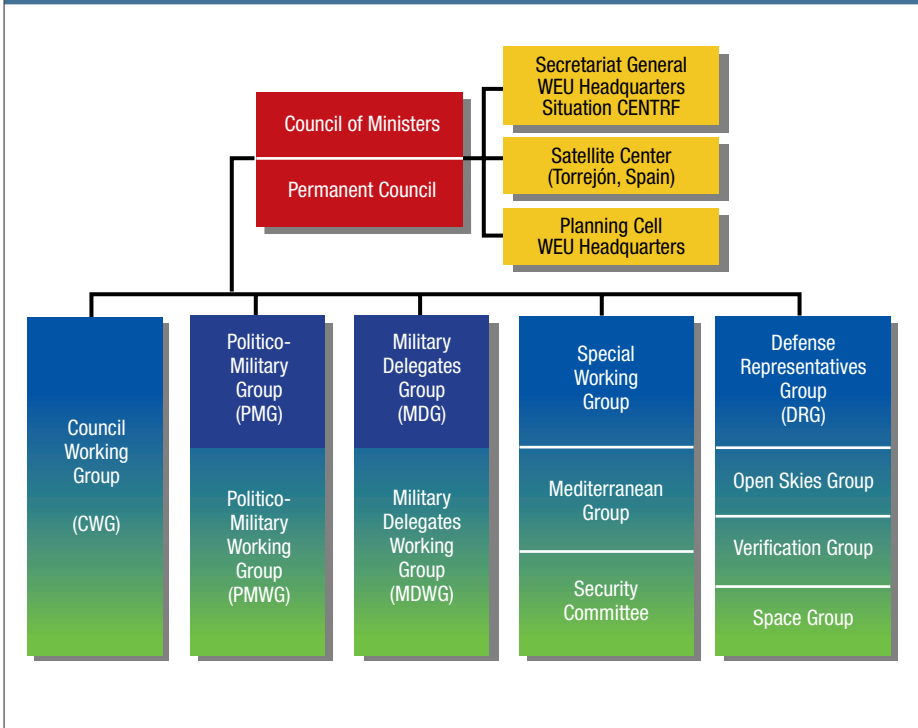 Secretariat General
WEU Headquarters
Situation CENTRF
Council of Ministers
Permanent Council
Satellite Center
(Torrejón, Spain)
Planning Cell
WEU Headquarters
Council
Working
Group
(CWG)
Politico-
Military
Group
(PMG)
Politico-
Military
Working
Group
(PMWG)
Military
Delegates
Group
(MDG)
Military
Delegates
Working
Group
(MDWG)
Special
Working
Group
Mediterranean
Group
Security
Committee
Defense
Representatives
Group
(DRG)
Open Skies Group
Verification Group
Space Group